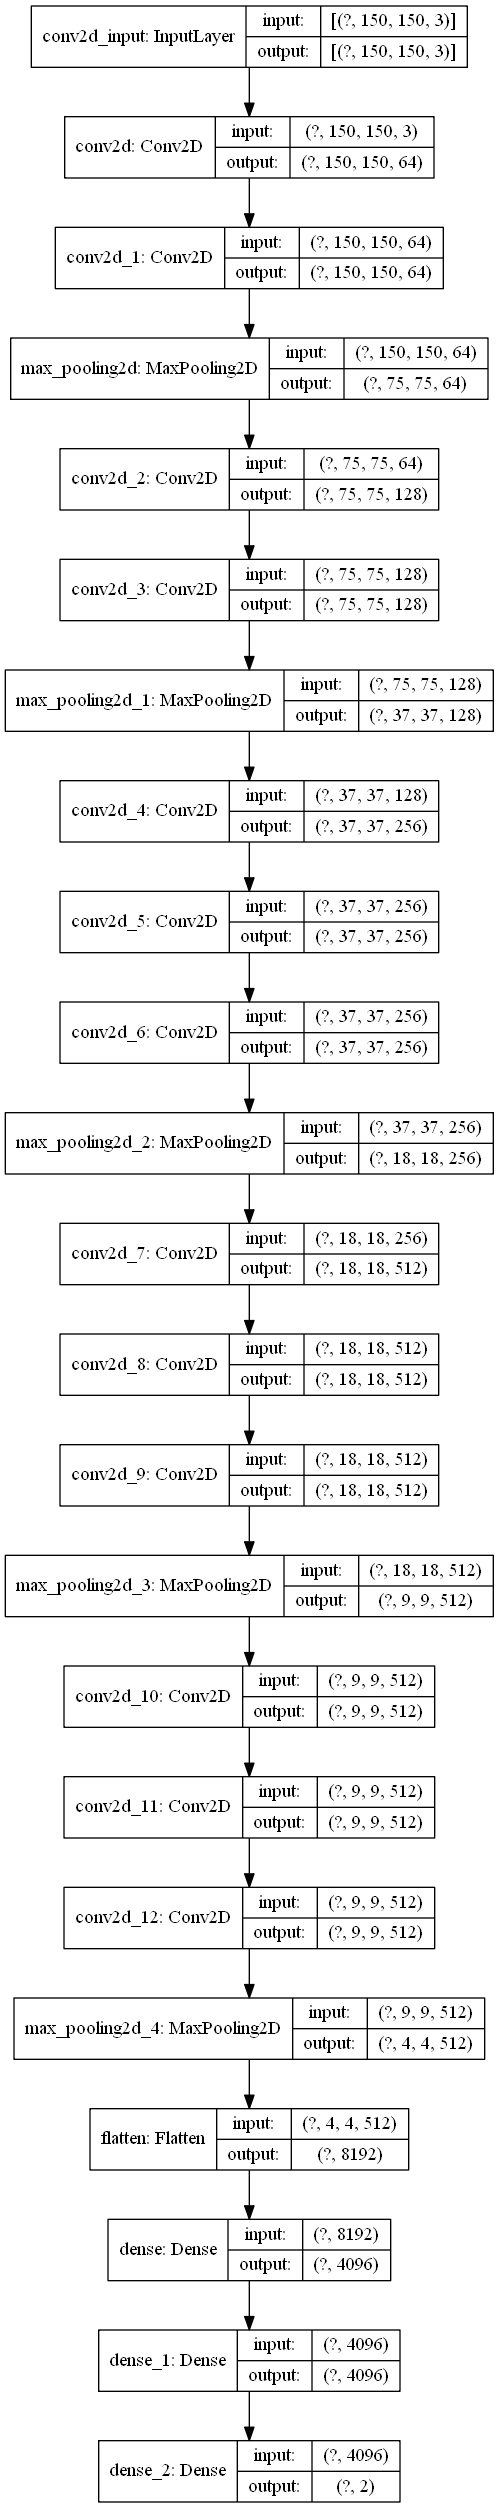 conv2d_input: InputLayer
input: [(?, 150, 150, 3)]
output: [(?, 150, 150, 3)]
conv2d: Conv2D
input: (?, 150, 150, 3)
output: (?, 150, 150, 64)
conv2d_1: Conv2D
input: (?, 150, 150, 64)
output: (?, 150, 150, 64)
max_pooling2d: MaxPooling2D
input: (?, 150, 150, 64)
output: (?, 75, 75, 64)
conv2d_2: Conv2D
input: (?, 75, 75, 64)
output: (?, 75, 75, 128)
conv2d_3: Conv2D
input: (?, 75, 75, 128)
output: (?, 75, 75, 128)
max_pooling2d_1: MaxPooling2D
input: (?, 75, 75, 128)
output: (?, 37, 37, 128)
conv2d_4: Conv2D
input: (?, 37, 37, 128)
output: (?, 37, 37, 256)
conv2d_5: Conv2D
input: (?, 37, 37, 256)
output: (?, 37, 37, 256)
conv2d_6: Conv2D
input: (?, 37, 37, 256)
output: (?, 37, 37, 256)
max_pooling2d_2: MaxPooling2D
input: (?, 37, 37, 256)
output: (?, 18, 18, 256)
conv2d_7: Conv2D
input: (?, 18, 18, 256)
output: (?, 18, 18, 512)
conv2d_8: Conv2D
input: (?, 18, 18, 512)
output: (?, 18, 18, 512)
conv2d_9: Conv2D
input: (?, 18, 18, 512)
output: (?, 18, 18, 512)
max_pooling2d_3: MaxPooling2D
input: (?, 18, 18, 512)
output: (?, 9, 9, 512)
conv2d_10: Conv2D
input: (?, 9, 9, 512)
output: (?, 9, 9, 512)
conv2d_11: Conv2D
input: (?, 9, 9, 512)
output: (?, 9, 9, 512)
conv2d_12: Conv2D
input: (?, 9, 9, 512)
output: (?, 9, 9, 512)
max_pooling2d_4: MaxPooling2D
input: (?, 9, 9, 512)
output: (?, 4, 4, 512)
flatten: Flatten
input: (?, 4, 4, 512)
output: (?, 8192)
dense: Dense
input: (?, 8192)
output: (?, 4096)
dense_1: Dense
input: (?, 4096)
output: (?, 4096)
dense_2: Dense
input: (?, 4096)
output: (?, 2)